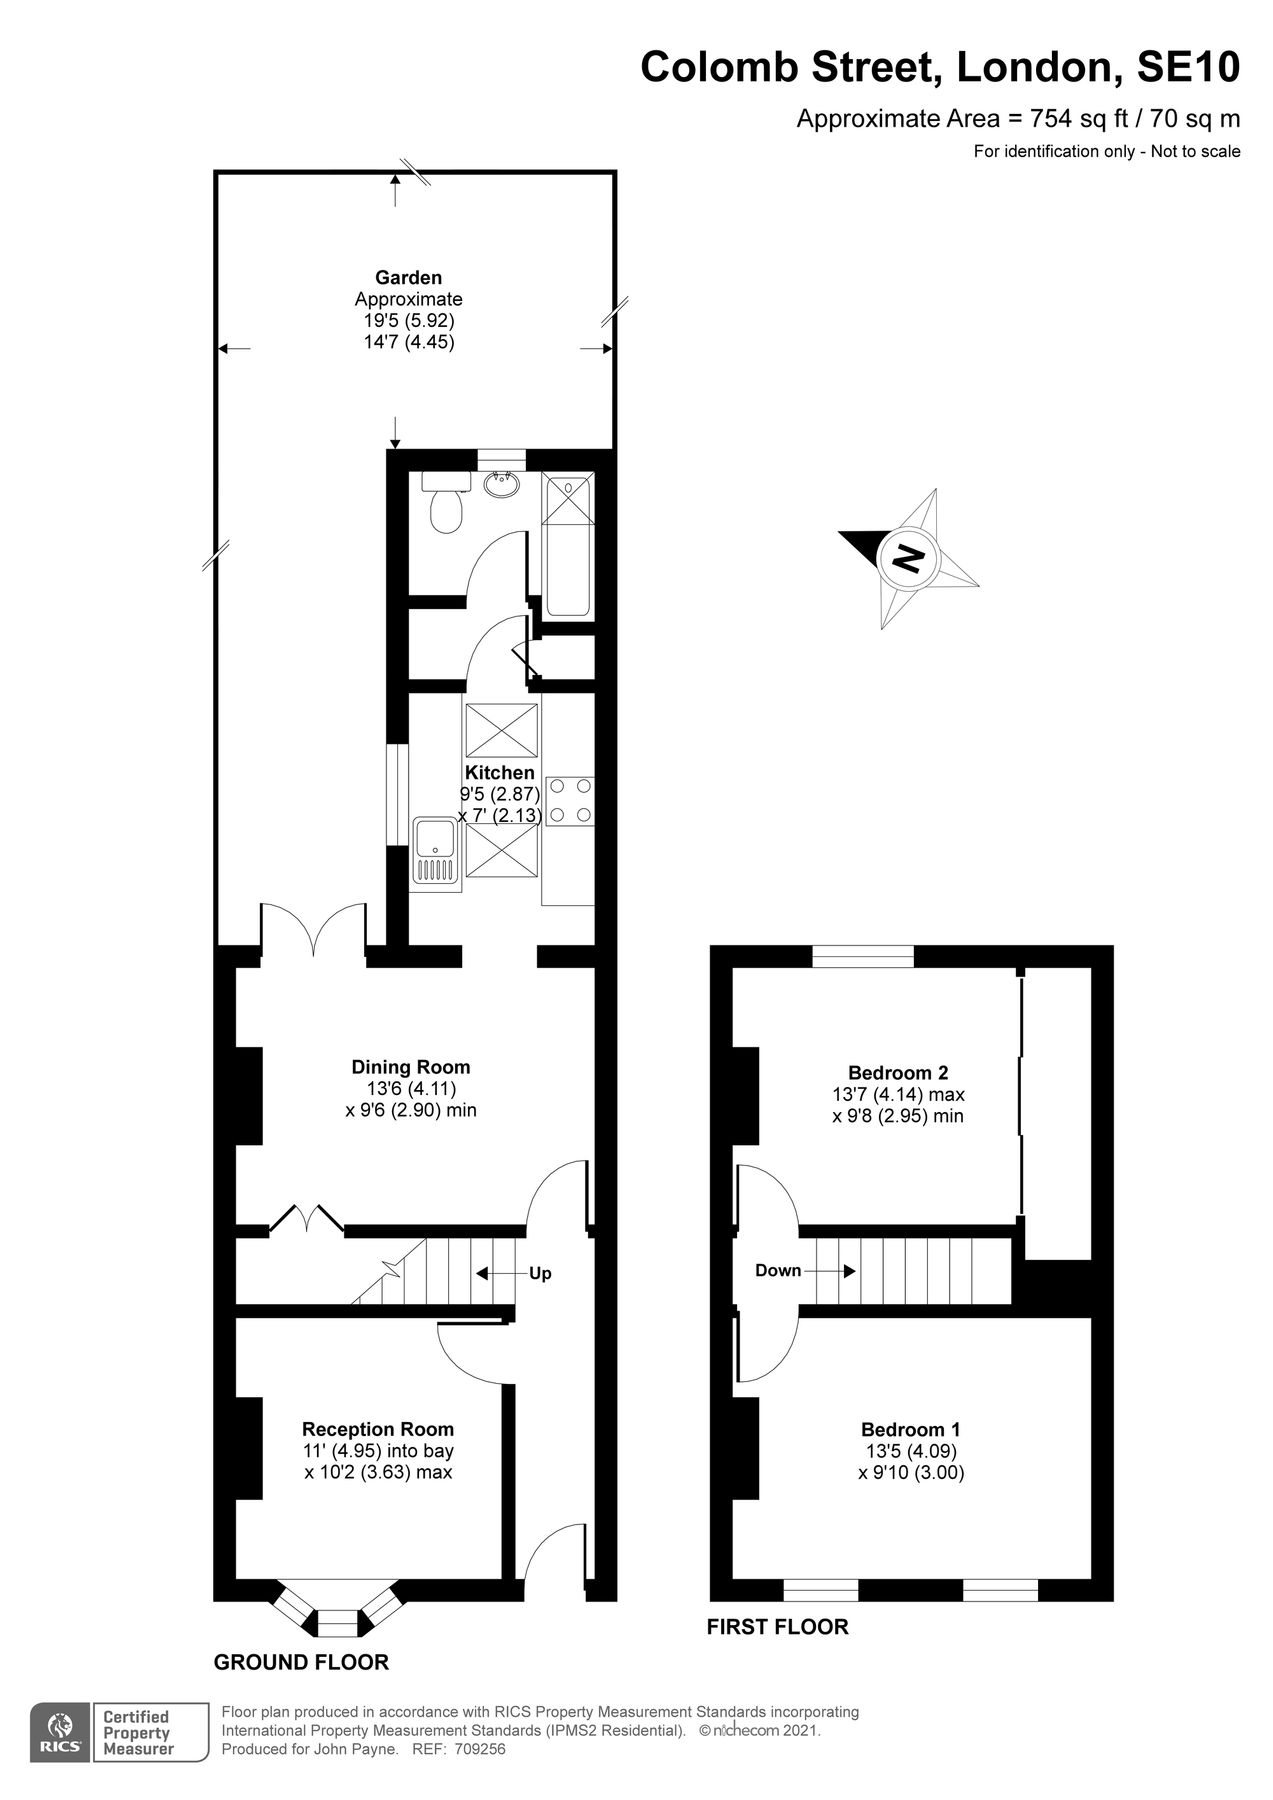 Colomb Street, London, SE10
Approximate Area = 754 sq ft / 70 sq m
For identification only - Not to scale
Garden
Approximate
19'5 (5.92)
14'7 (4.45)
N
Kitchen
9'5 (2.87)
x 7' (2.13)
Dining Room
13'6 (4.11)
x 9'6 (2.90) min
Up
Reception Room
11' (4.95) into bay
x 10'2 (3.63) max
GROUND FLOOR
Bedroom 2
13'7 (4.14) max
x 9'8 (2.95) min
Down
Bedroom 1
13'5 (4.09)
x 9'10 (3.00)
FIRST FLOOR
RICS
Certified
Property
Measurer
Floor plan produced in accordance with RICS Property Measurement Standards incorporating
International Property Measurement Standards (IPMS2 Residential). © nichecom 2021.
Produced for John Payne. REF: 709256